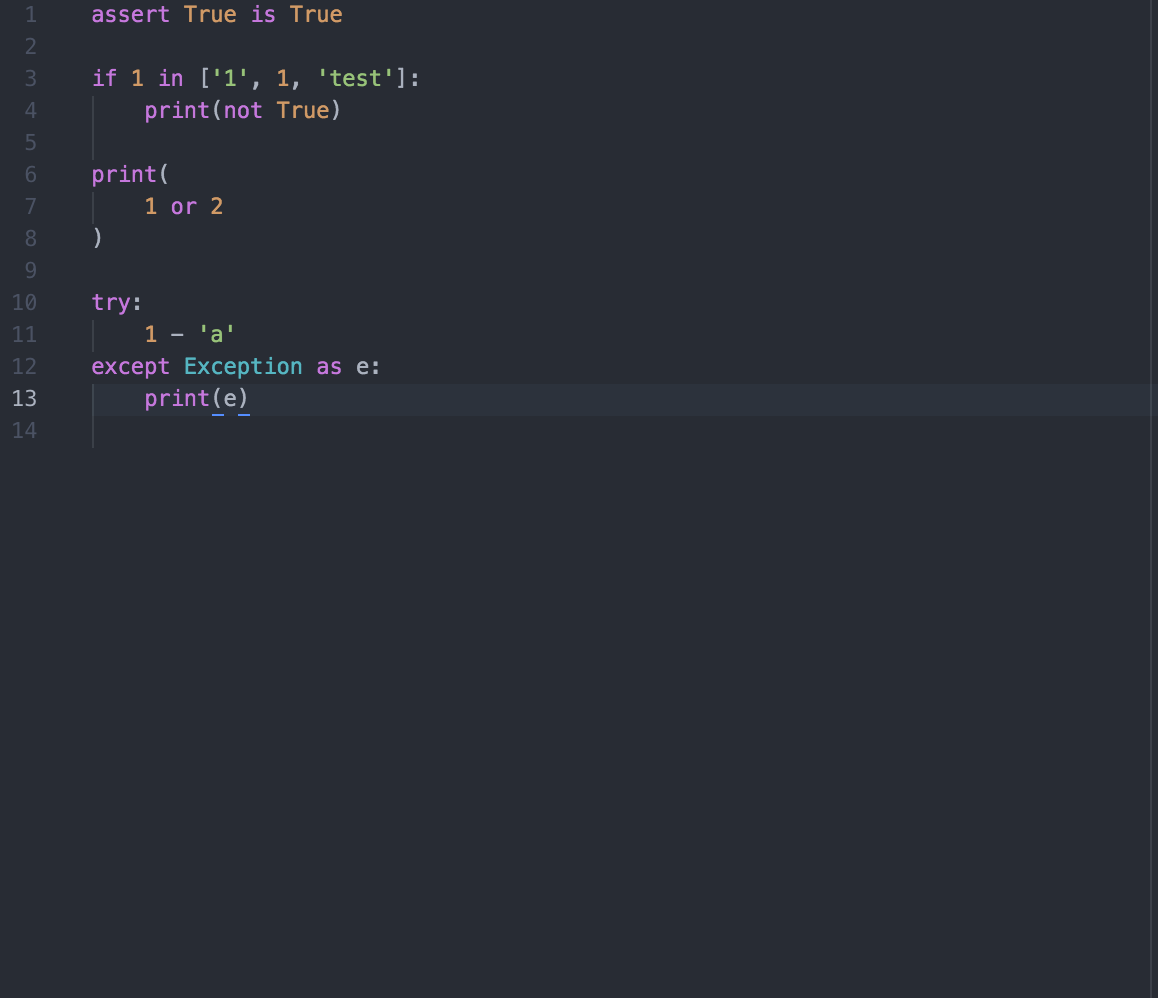 1 assert True is True
2
3 if 1 in ['1', 1, 'test']:
4     print(not True)
5
6 print(
7     1 or 2
8 )
9
10 try:
11     1 - 'a'
12 except Exception as e:
13     print(e)
14